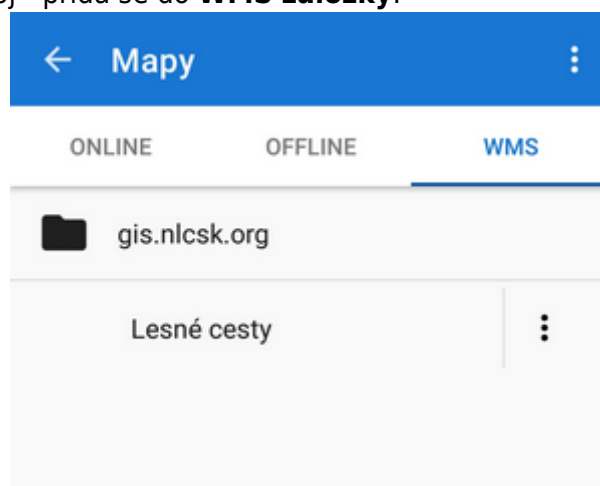 přidá se do WMS záložky.
Mapy
ONLINE OFFLINE WMS
gis.nlcsk.org
Lesné cesty